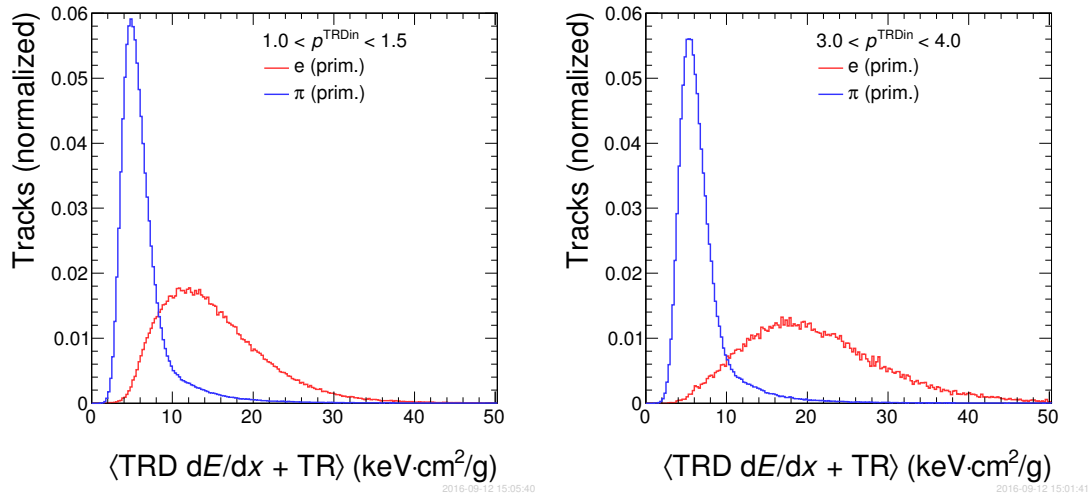 0.06
0.05
0.04
0.03
0.02
0.01
0
Tracks (normalized)
1.0 < p^TRDin < 1.5
e (prim.)
π (prim.)
0 10 20 30 40 50
⟨TRD dE/dx + TR⟩ (keV·cm²/g)
2016-09-12 15:05:40
0.06
0.05
0.04
0.03
0.02
0.01
0
Tracks (normalized)
3.0 < p^TRDin < 4.0
e (prim.)
π (prim.)
0 10 20 30 40 50
⟨TRD dE/dx + TR⟩ (keV·cm²/g)
2016-09-12 15:01:41